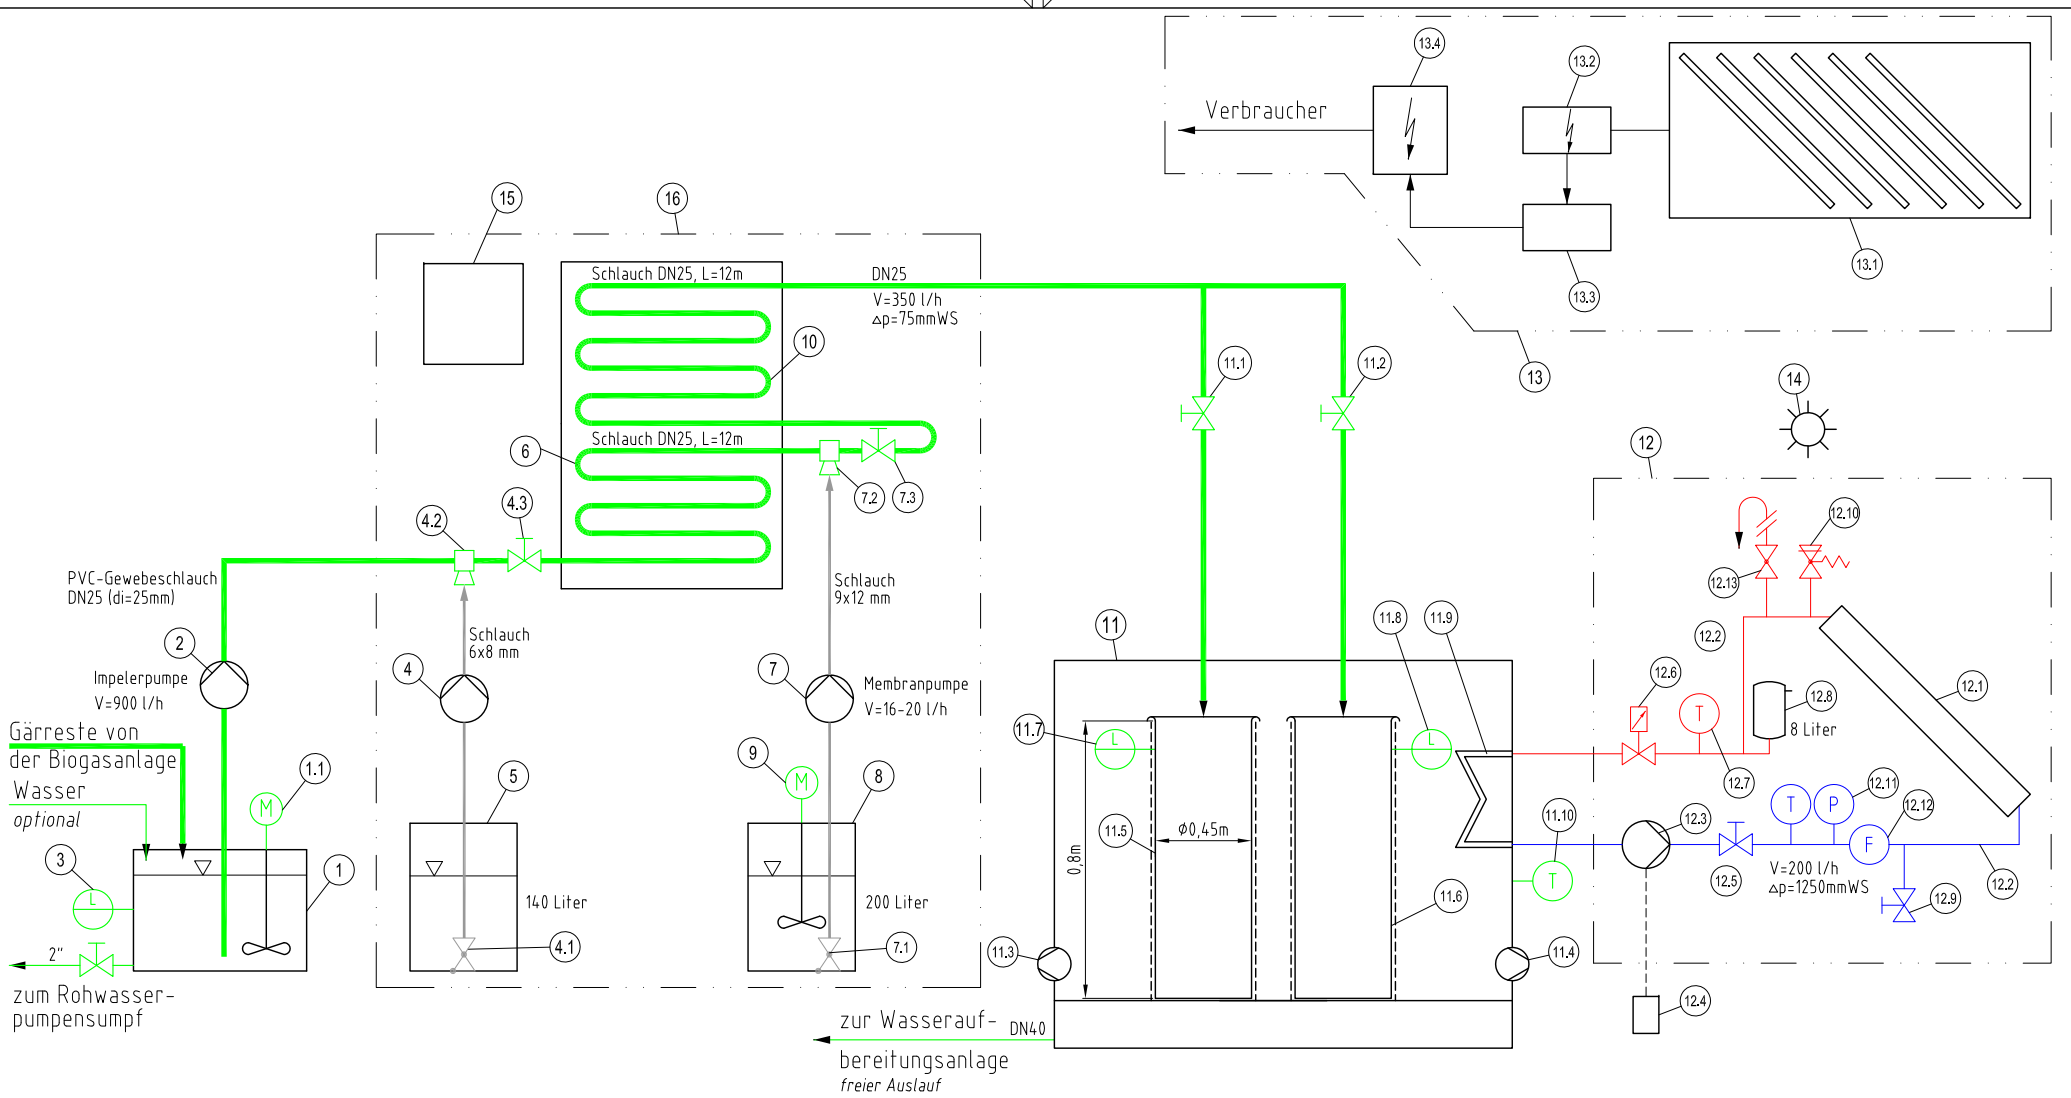 13.4
13.2
Verbraucher
13.1
13.3
13
15
16
Schlauch DN25, L=12m
DN25
V=350 l/h
Δp=75mmWS
10
11.1
11.2
14
Schlauch DN25, L=12m
6
7.2
7.3
12
4.2
4.3
12.10
12.13
PVC-Gewebeschlauch
DN25 (di=25mm)
Schlauch
9x12 mm
2
Schlauch
6x8 mm
11
11.8
11.9
12.2
Impelerpumpe
V=900 l/h
4
7
Membranpumpe
V=16-20 l/h
12.6
12.8
12.1
8 Liter
T
12.7
Gärreste von
der Biogasanlage
Wasser
optional
1.1
M
5
9
M
8
11.7
L
L
T
P
12.11
12.12
F
12.3
12.5
V=200 l/h
Δp=1250mmWS
12.2
12.9
3
L
1
140 Liter
200 Liter
11.5
Ø0,45m
0,8m
11.6
11.10
T
2"
4.1
7.1
11.3
11.4
12.4
zum Rohwasser-
pumpensumpf
zur Wasserauf-
DN40
bereitungsanlage
freier Auslauf